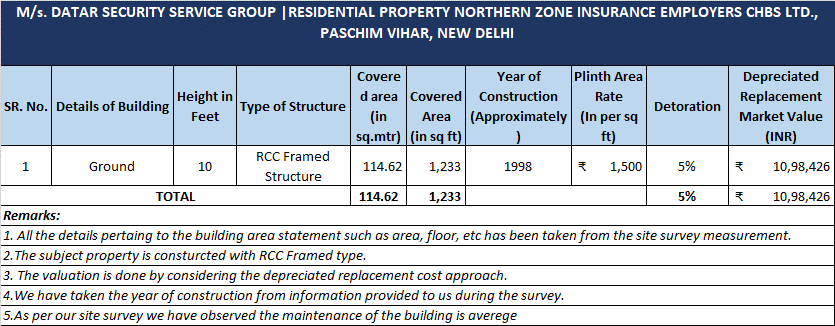 M/s. DATAR SECURITY SERVICE GROUP |RESIDENTIAL PROPERTY NORTHERN ZONE INSURANCE EMPLOYERS CHBS LTD.,
PASCHIM VIHAR, NEW DELHI
SR. No. Details of Building Height in Feet Type of Structure Covered area (in sq.mtr) Covered Area (in sq ft) Year of Construction (Approximately) Plinth Area Rate (In per sq ft) Detoration Depreciated Replacement Market Value (INR)
1 Ground 10 RCC Framed Structure 114.62 1,233 1998 ₹ 1,500 5% ₹ 10,98,426
TOTAL 114.62 1,233 5% ₹ 10,98,426
Remarks:
1. All the details pertaing to the building area statement such as area, floor, etc has been taken from the site survey measurement.
2.The subject property is consturcted with RCC Framed type.
3. The valuation is done by considering the depreciated replacement cost approach.
4.We have taken the year of construction from information provided to us during the survey.
5.As per our site survey we have observed the maintenance of the building is averege